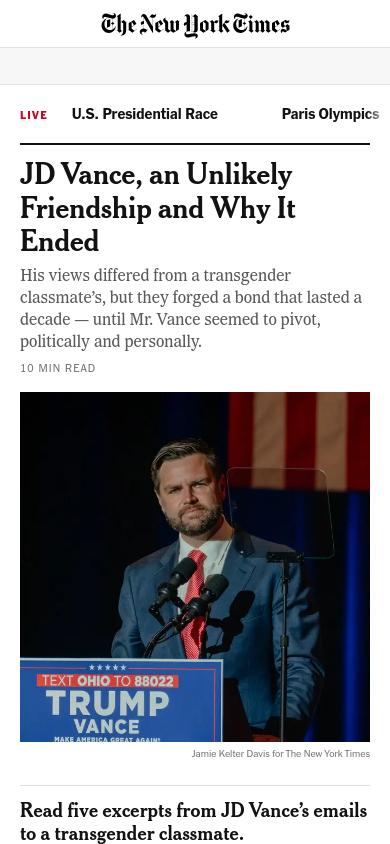 The New York Times
LIVE
U.S. Presidential Race
Paris Olympics
JD Vance, an Unlikely
Friendship and Why It
Ended
His views differed from a transgender
classmate’s, but they forged a bond that lasted a
decade — until Mr. Vance seemed to pivot,
politically and personally.
10 MIN READ
TEXT OHIO TO 88022
TRUMP
VANCE
MAKE AMERICA GREAT AGAIN!
Jamie Kelter Davis for The New York Times
Read five excerpts from JD Vance’s emails
to a transgender classmate.